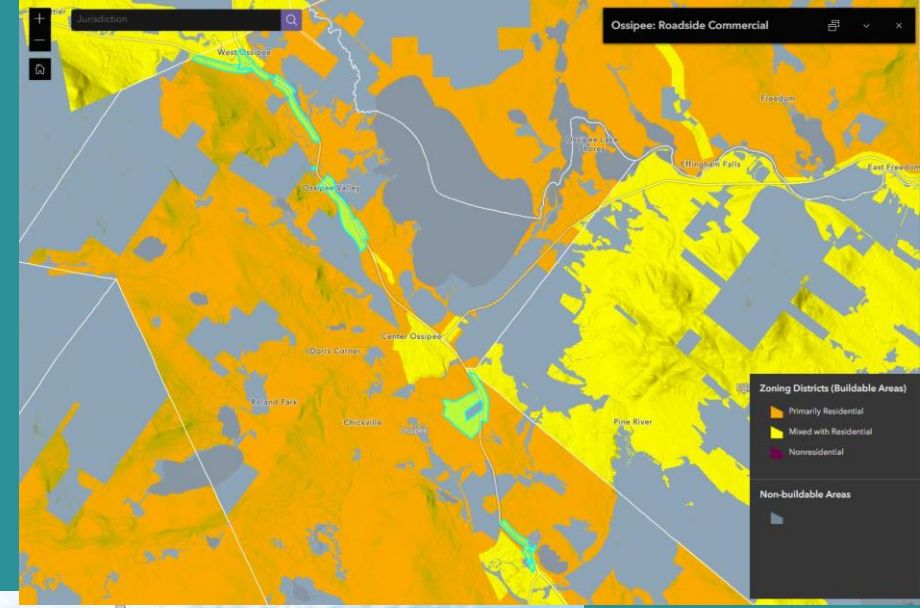 Jurisdiction
Ossipee: Roadside Commercial
West Ossipee
Freedom
Ossipee Lake
Shores
Effingham Falls
East Freedom
Ossipee Valley
Center Ossipee
Dorrs Corner
Roland Park
Chickville
Ossipee
Pine River
Zoning Districts (Buildable Areas)
Primarily Residential
Mixed with Residential
Nonresidential
Non-buildable Areas